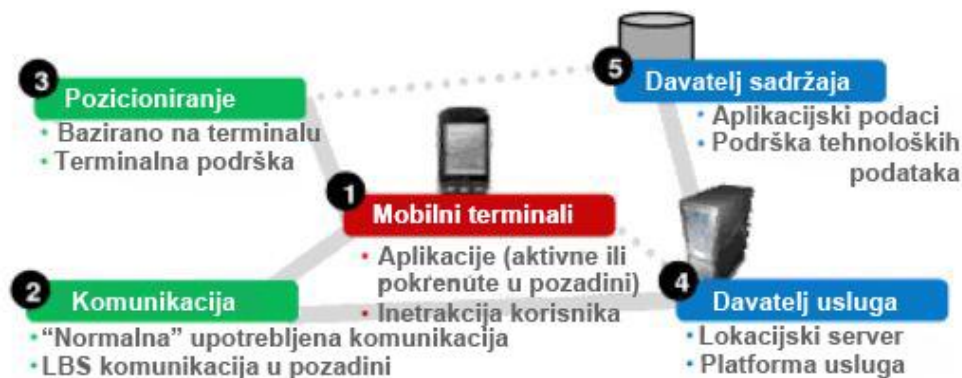 3
Pozicioniranje
• Bazirano na terminalu
• Terminalna podrška
5
Davatelj sadržaja
• Aplikacijski podaci
• Podrška tehnoloških
podataka
1
Mobilni terminali
• Aplikacije (aktivne ili
pokrenute u pozadini)
• Inetrakcija korisnika
2
Komunikacija
• “Normalna” upotrebljena komunikacija
• LBS komunikacija u pozadini
4
Davatelj usluga
• Lokacijski server
• Platforma usluga